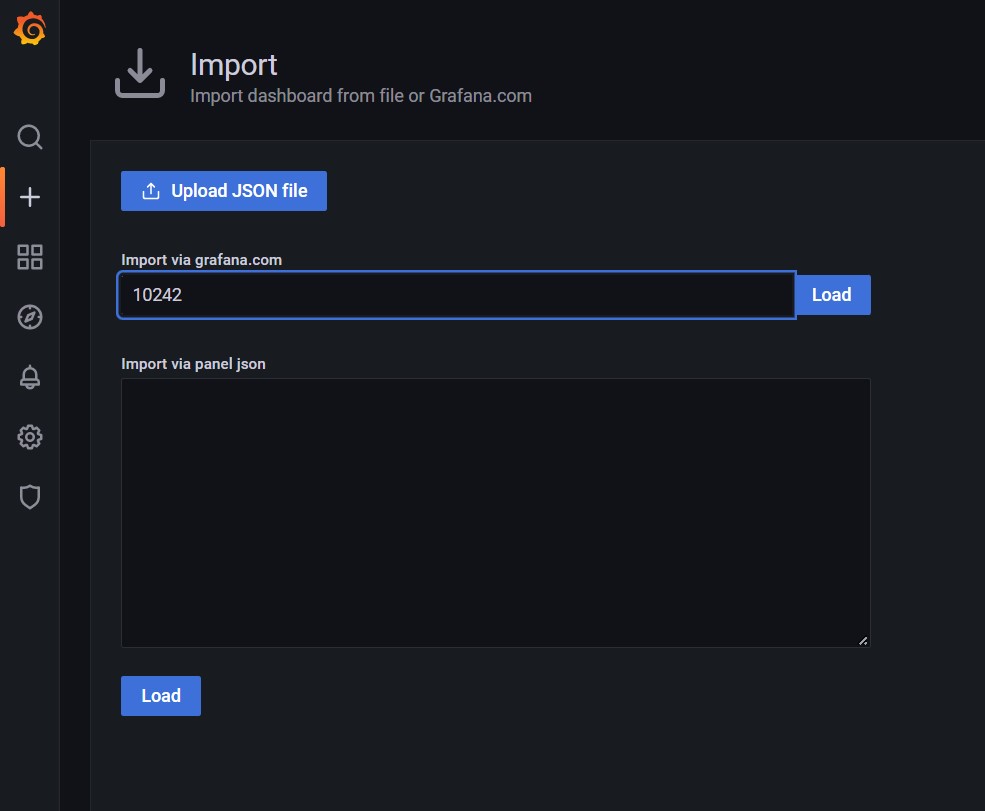 Import
Import dashboard from file or Grafana.com
Upload JSON file
Import via grafana.com
10242
Load
Import via panel json
Load